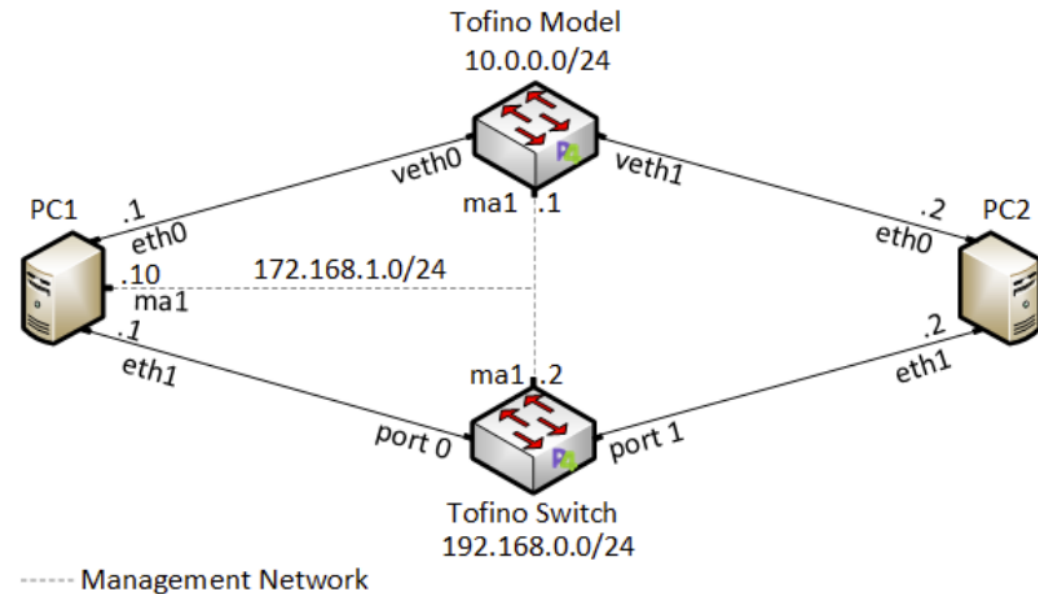 Tofino Model
10.0.0.0/24
veth0
veth1
P4
ma1 .1
PC1
.1
eth0
.2
eth0
PC2
.10
ma1
172.168.1.0/24
.1
eth1
.2
eth1
ma1 .2
port 0
port 1
P4
Tofino Switch
192.168.0.0/24
Management Network